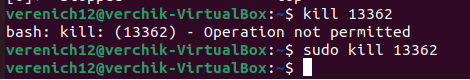 verenich12@verchik-VirtualBox:~$ kill 13362
bash: kill: (13362) - Operation not permitted
verenich12@verchik-VirtualBox:~$ sudo kill 13362
verenich12@verchik-VirtualBox:~$